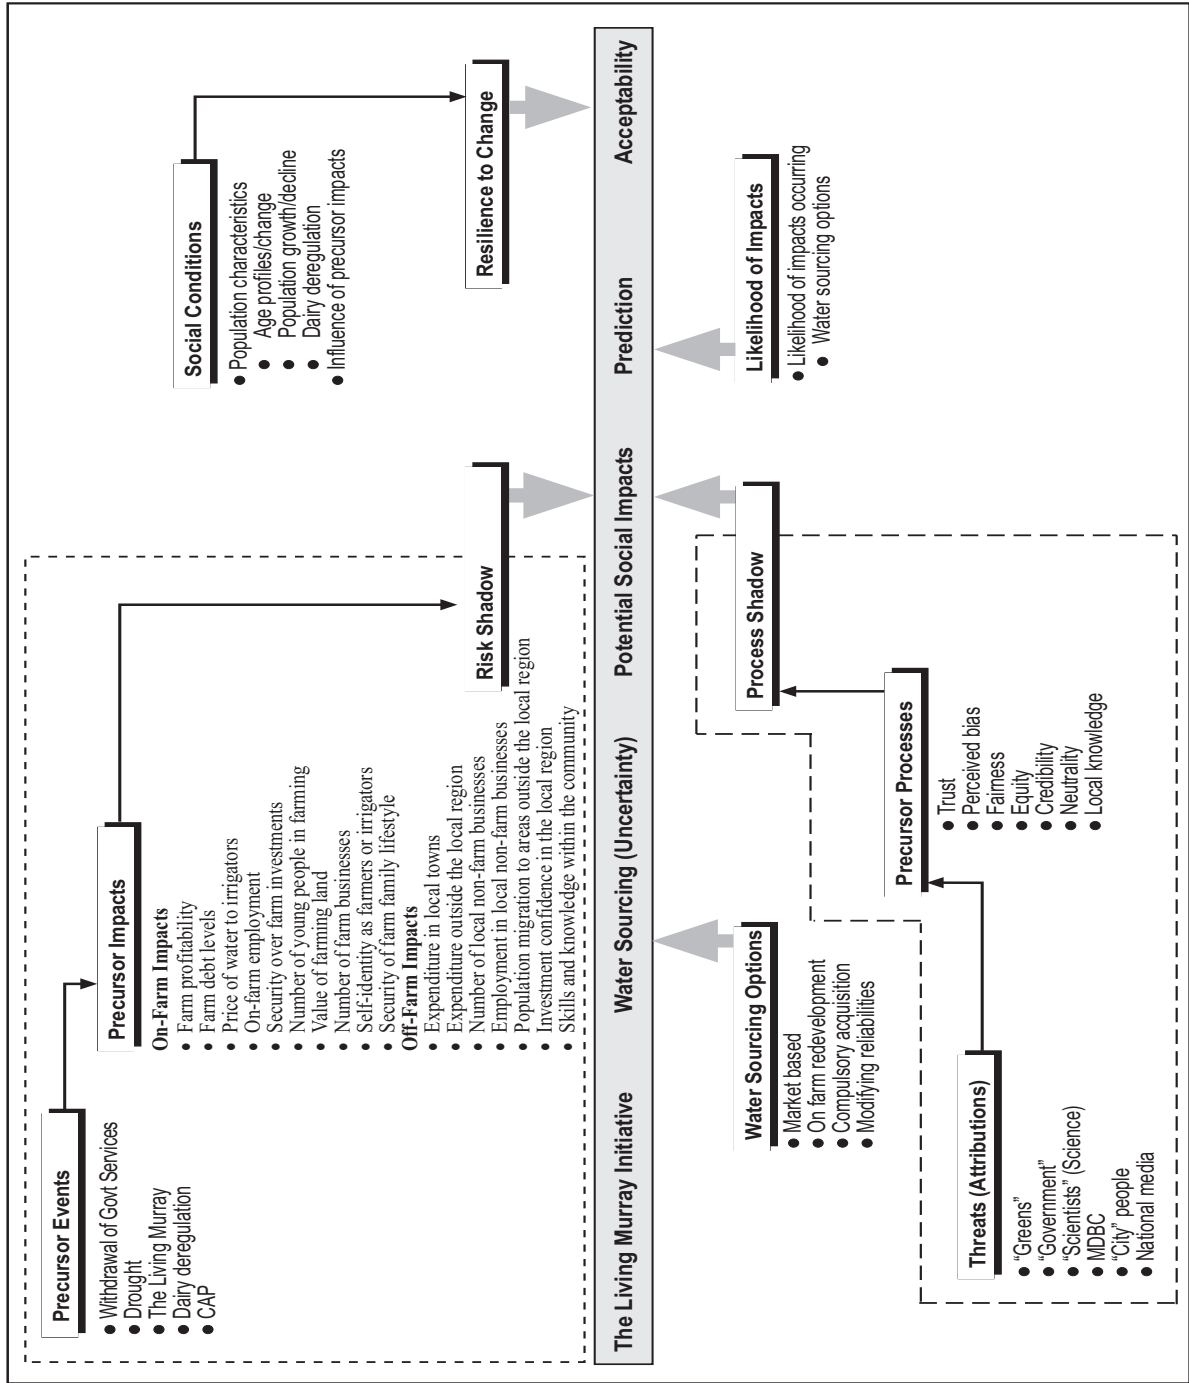 Precursor Events
● Withdrawal of Govt Services
● Drought
● The Living Murray
● Dairy deregulation
● CAP
Precursor Impacts
On-Farm Impacts
● Farm profitability
● Farm debt levels
● Price of water to irrigators
● On-farm employment
● Security over farm investments
● Number of young people in farming
● Value of farming land
● Number of farm businesses
● Self-identity as farmers or irrigators
● Security of farm family lifestyle
Off-Farm Impacts
● Expenditure in local towns
● Expenditure outside the local region
● Number of local non-farm businesses
● Employment in local non-farm businesses
● Population migration to areas outside the local region
● Investment confidence in the local region
● Skills and knowledge within the community
Risk Shadow
Social Conditions
● Population characteristics
● Age profiles/change
● Population growth/decline
● Dairy deregulation
● Influence of precursor impacts
Resilience to Change
The Living Murray Initiative Water Sourcing (Uncertainty) Potential Social Impacts Prediction Acceptability
Water Sourcing Options
● Market based
● On farm redevelopment
● Compulsory acquisition
● Modifying reliabilities
Process Shadow
Likelihood of Impacts
● Likelihood of impacts occurring
● Water sourcing options
Precursor Processes
● Trust
● Perceived bias
● Fairness
● Equity
● Credibility
● Neutrality
● Local knowledge
Threats (Attributions)
● “Greens”
● “Government”
● “Scientists” (Science)
● MDBC
● “City” people
● National media